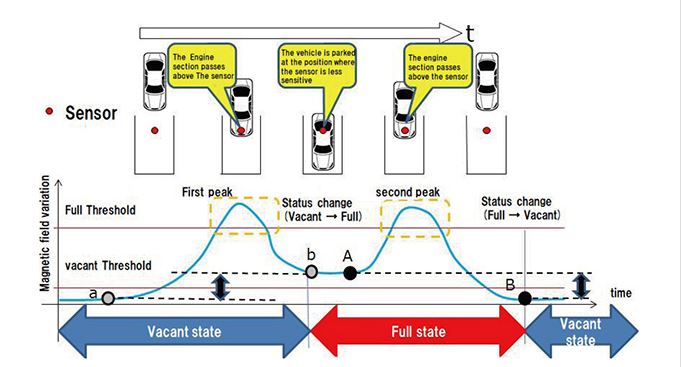 t
The Engine
section passes
above The sensor
The vehicle is parked
at the position where
the sensor is less
sensitive
The engine
section passes
above the sensor
Sensor
Magnetic field variation
First peak
Status change
(Vacant → Full)
second peak
Status change
(Full → Vacant)
Full Threshold
b
A
vacant Threshold
a
B
time
Vacant state
Full state
Vacant
state